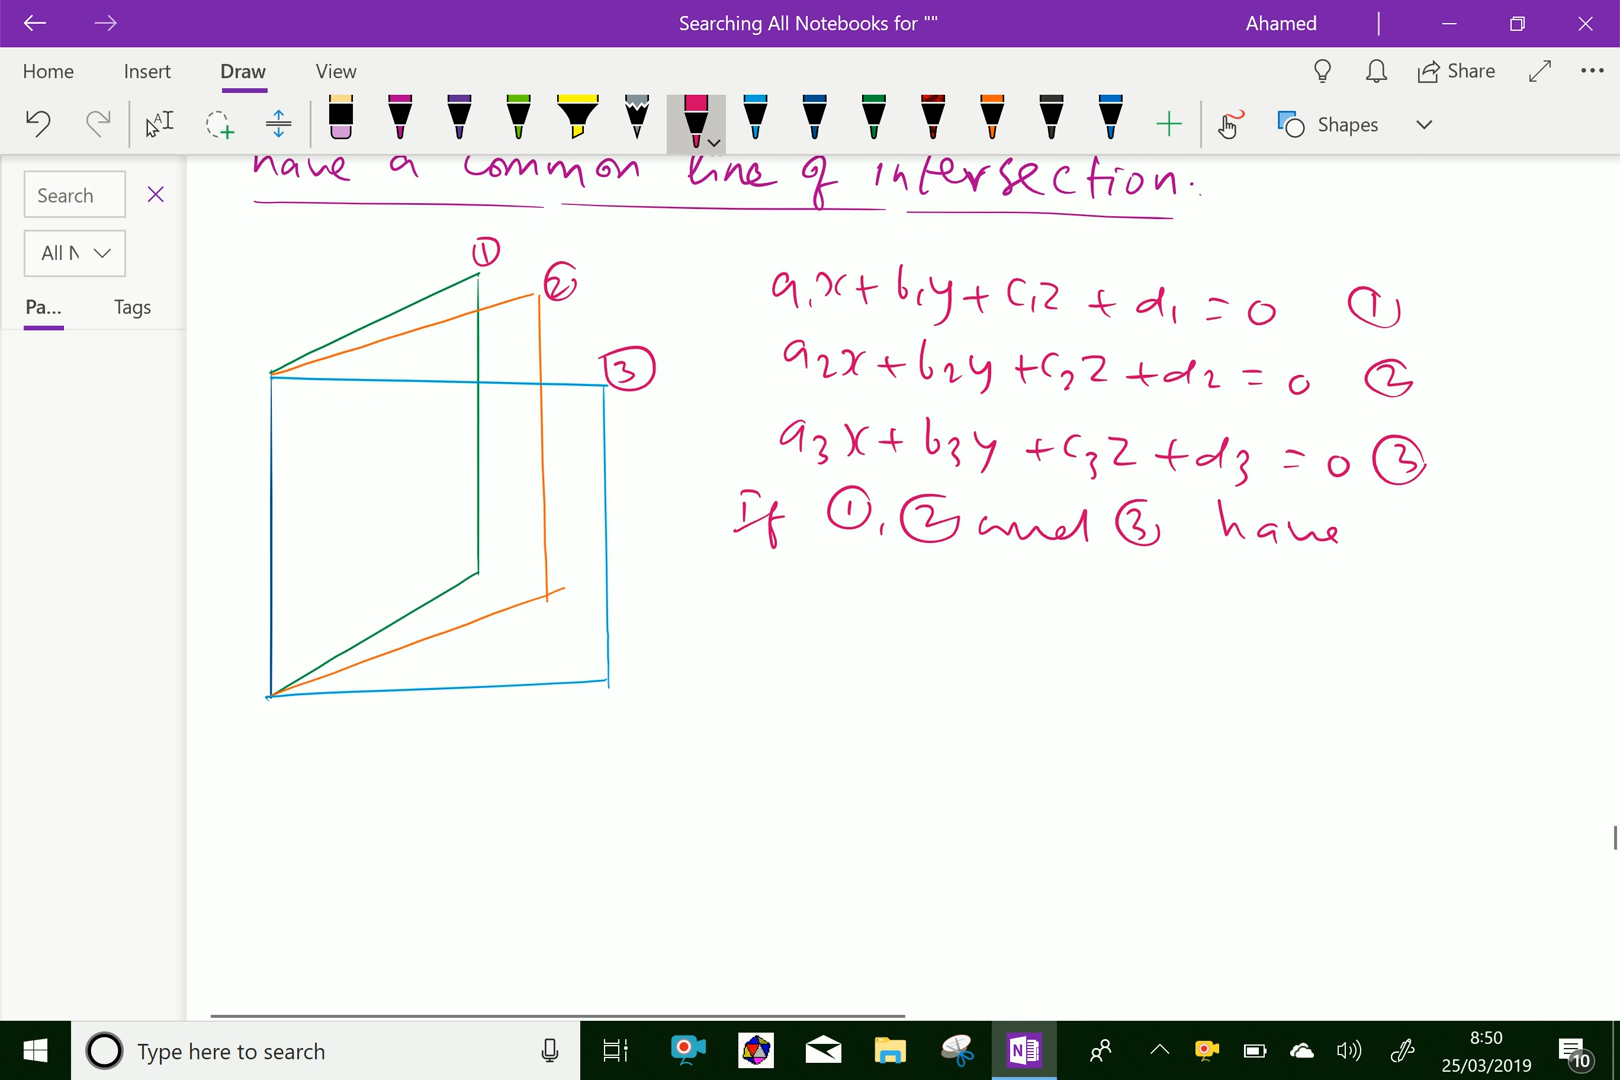 Searching All Notebooks for ""
Ahamed
Home Insert Draw View
Share
Shapes
Search
All N
Pa... Tags
have a common line of intersection.
① ② ③
a₁x + b₁y + c₁z + d₁ = 0 ①
a₂x + b₂y + c₂z + d₂ = 0 ②
a₃x + b₃y + c₃z + d₃ = 0 ③
If ①, ② and ③ have
Type here to search
8:50
25/03/2019
10